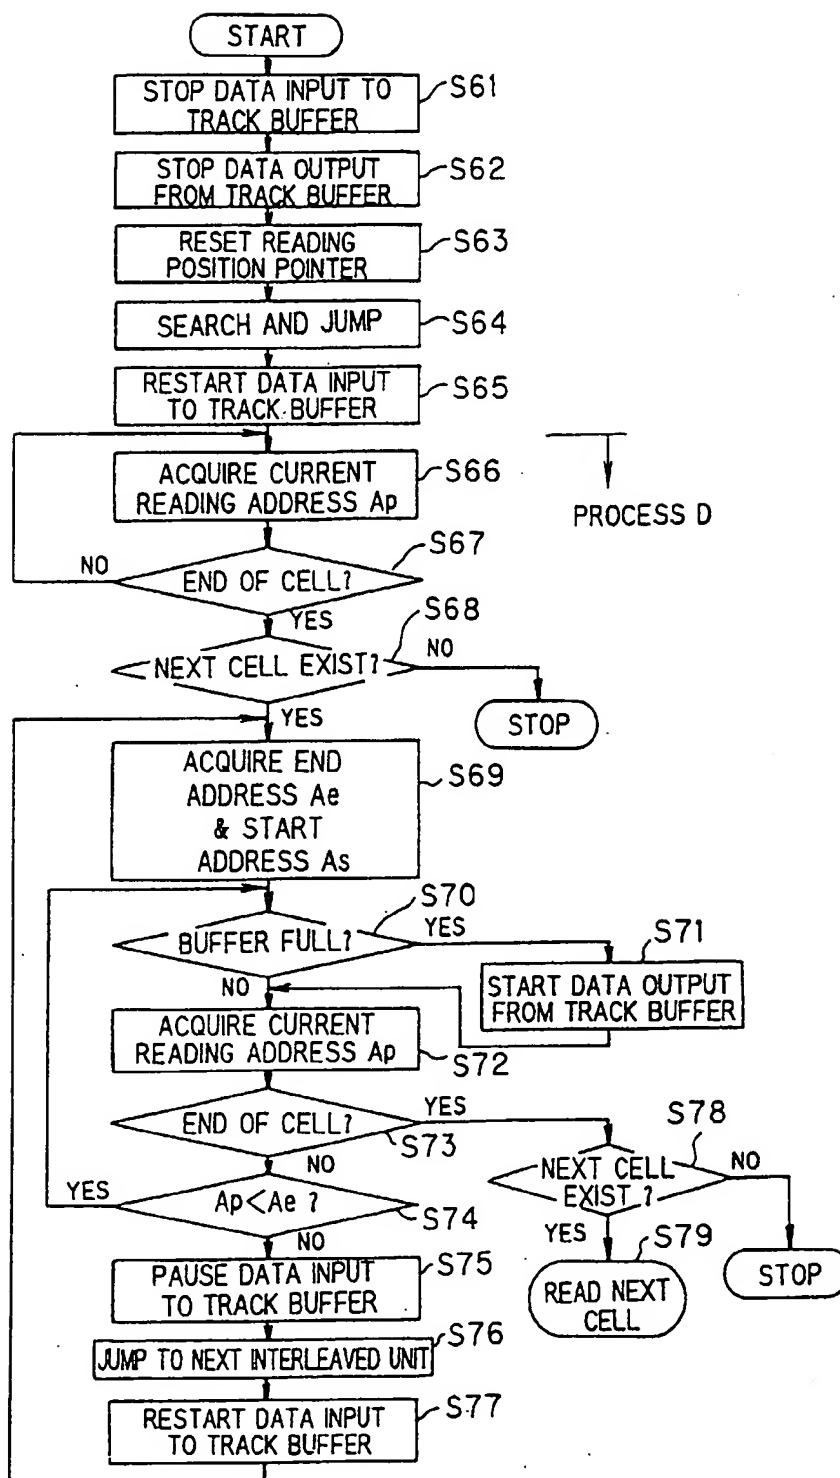 START
STOP DATA INPUT TO
TRACK BUFFER
S61
STOP DATA OUTPUT
FROM TRACK BUFFER
S62
RESET READING
POSITION POINTER
S63
SEARCH AND JUMP
S64
RESTART DATA INPUT
TO TRACK BUFFER
S65
ACQUIRE CURRENT
READING ADDRESS Ap
S66
PROCESS D
S67
NO
END OF CELL?
YES
S68
NEXT CELL EXIST?
NO
YES
STOP
ACQUIRE END
ADDRESS Ae
& START
ADDRESS As
S69
S70
BUFFER FULL?
YES
S71
NO
START DATA OUTPUT
FROM TRACK BUFFER
ACQUIRE CURRENT
READING ADDRESS Ap
S72
END OF CELL?
YES
S73
S78
NO
NEXT CELL
EXIST?
NO
YES
Ap<Ae ?
S74
NO
YES
S79
STOP
PAUSE DATA INPUT
TO TRACK BUFFER
S75
READ NEXT
CELL
S76
JUMP TO NEXT INTERLEAVED UNIT
RESTART DATA INPUT
TO TRACK BUFFER
S77